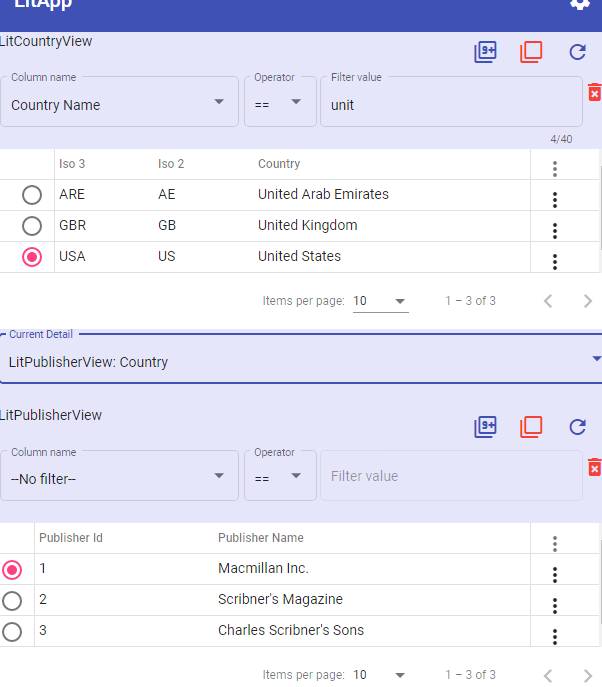 LitApp
LitCountryView
9+
Column name
Operator
Filter value
Country Name
==
unit
4/40
Iso 3 Iso 2 Country
ARE AE United Arab Emirates
GBR GB United Kingdom
USA US United States
Items per page: 10 1 – 3 of 3
Current Detail
LitPublisherView: Country
LitPublisherView
9+
Column name
Operator
--No filter--
==
Filter value
Publisher Id Publisher Name
1 Macmillan Inc.
2 Scribner's Magazine
3 Charles Scribner's Sons
Items per page: 10 1 – 3 of 3